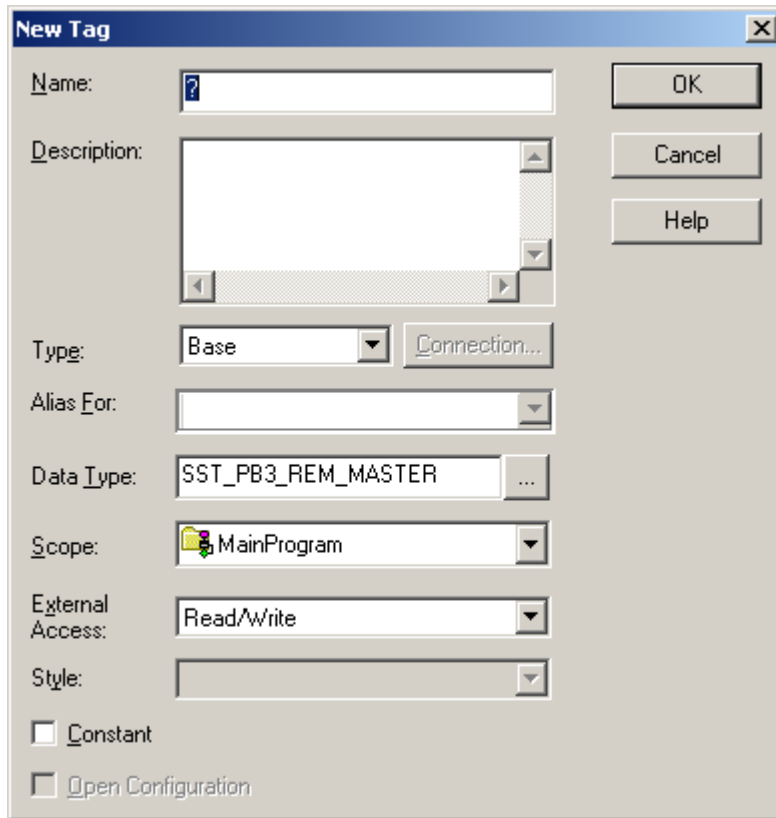 New Tag
Name: ? OK
Description: Cancel
Help
Type: Base Connection...
Alias For:
Data Type: SST_PB3_REM_MASTER ...
Scope: MainProgram
External
Access: Read/Write
Style:
Constant
Open Configuration